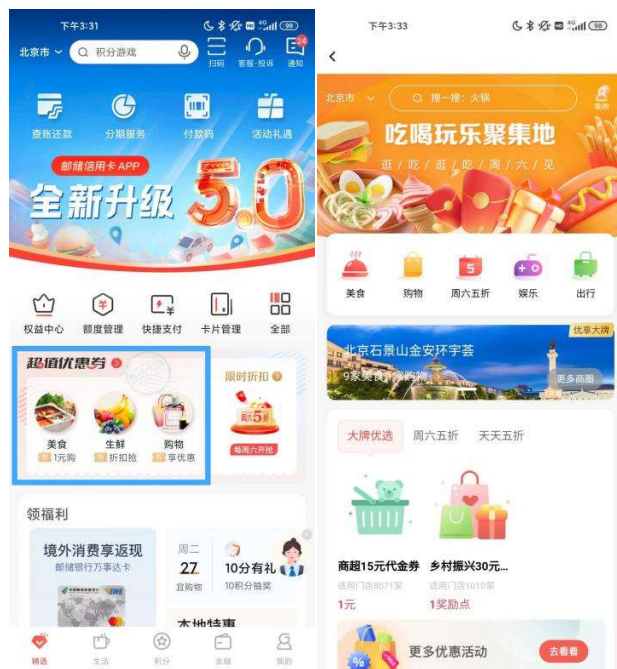 下午3:31
4G
99
北京市
积分游戏
扫码
客服·投诉
通知
24
查账还款
分期服务
付款码
活动礼遇
邮储信用卡APP
全新升级
5.0
权益中心
额度管理
快捷支付
卡片管理
全部
超值优惠券
限时折扣
美食
生鲜
购物
1元购
折扣抢
享优惠
周六5折
每周六开抢
领福利
境外消费享返现
邮储银行万事达卡
周二
27
宜购物
10分有礼
10积分抽奖
本地特惠
精选
生活
积分
金融
我的
下午3:33
4G
98
北京市
搜一搜：火锅
我的
吃喝玩乐聚集地
逛/吃/逛/吃/周/六/见
美食
购物
周六五折
娱乐
出行
5
优享大牌
北京石景山金安环宇荟
更多商圈
大牌优选
周六五折
天天五折
商超15元代金券
乡村振兴30元...
适用门店8571家
适用门店1010家
1元
1奖励点
更多优惠活动
去看看